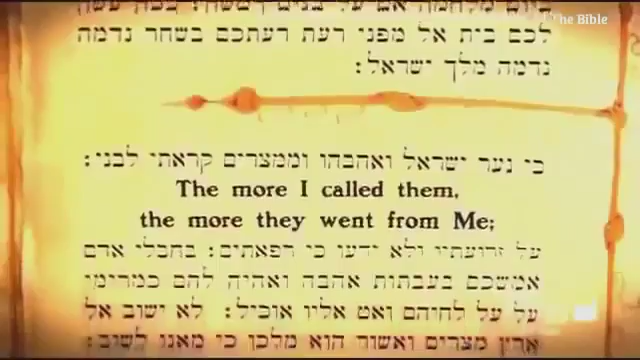 The Bible
לכם בית אל מפני רעת רעתכם בשחר נדמה
נדמה מלך ישראל:
כי נער ישראל ואהבהו וממצרים קראתי לבני:
The more I called them,
the more they went from Me;
על זרועתיו ולא ידעו כי רפאתים: בחבלי אדם
אמשכם בעבתות אהבה ואהיה להם כמרימי
על על לחיהם ואט אליו אוכיל: לא ישוב אל
ארץ מצרים ואשור הוא מלכו כי מאנו לשוב: